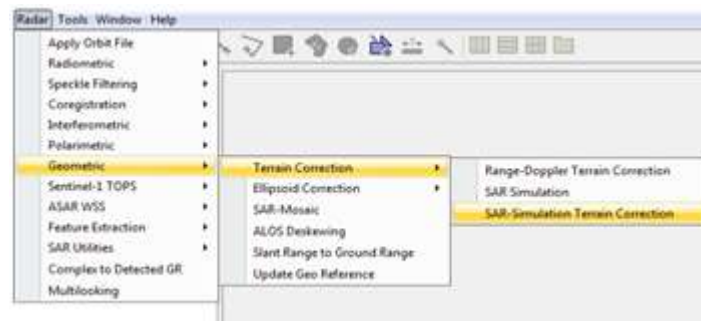 Radar Tools Window Help
Apply Orbit File
Radiometric
Speckle Filtering
Coregistration
Interferometric
Polarimetric
Geometric
Sentinel-1 TOPS
ASAR WSS
Feature Extraction
SAR Utilities
Complex to Detected GR
Multilooking
Terrain Correction
Ellipsoid Correction
SAR-Mosaic
ALOS Deskewing
Slant Range to Ground Range
Update Geo Reference
Range-Doppler Terrain Correction
SAR Simulation
SAR-Simulation Terrain Correction